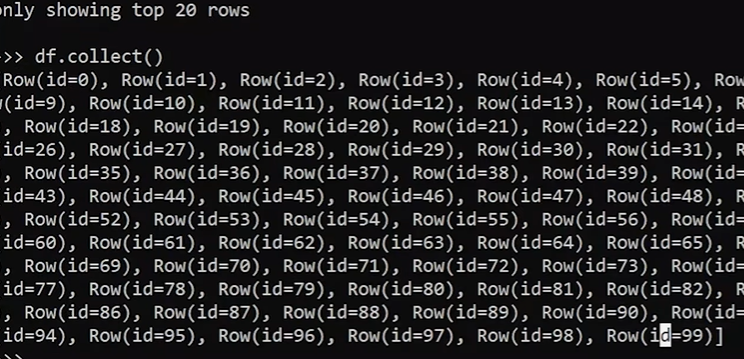 only showing top 20 rows
>> df.collect()
Row(id=0), Row(id=1), Row(id=2), Row(id=3), Row(id=4), Row(id=5), Row
(id=9), Row(id=10), Row(id=11), Row(id=12), Row(id=13), Row(id=14), R
, Row(id=18), Row(id=19), Row(id=20), Row(id=21), Row(id=22), Row(id=
id=26), Row(id=27), Row(id=28), Row(id=29), Row(id=30), Row(id=31), R
, Row(id=35), Row(id=36), Row(id=37), Row(id=38), Row(id=39), Row(id=
id=43), Row(id=44), Row(id=45), Row(id=46), Row(id=47), Row(id=48), R
, Row(id=52), Row(id=53), Row(id=54), Row(id=55), Row(id=56), Row(id=
id=60), Row(id=61), Row(id=62), Row(id=63), Row(id=64), Row(id=65), R
, Row(id=69), Row(id=70), Row(id=71), Row(id=72), Row(id=73), Row(id=
id=77), Row(id=78), Row(id=79), Row(id=80), Row(id=81), Row(id=82), R
, Row(id=86), Row(id=87), Row(id=88), Row(id=89), Row(id=90), Row(id=
id=94), Row(id=95), Row(id=96), Row(id=97), Row(id=98), Row(id=99)]
>>